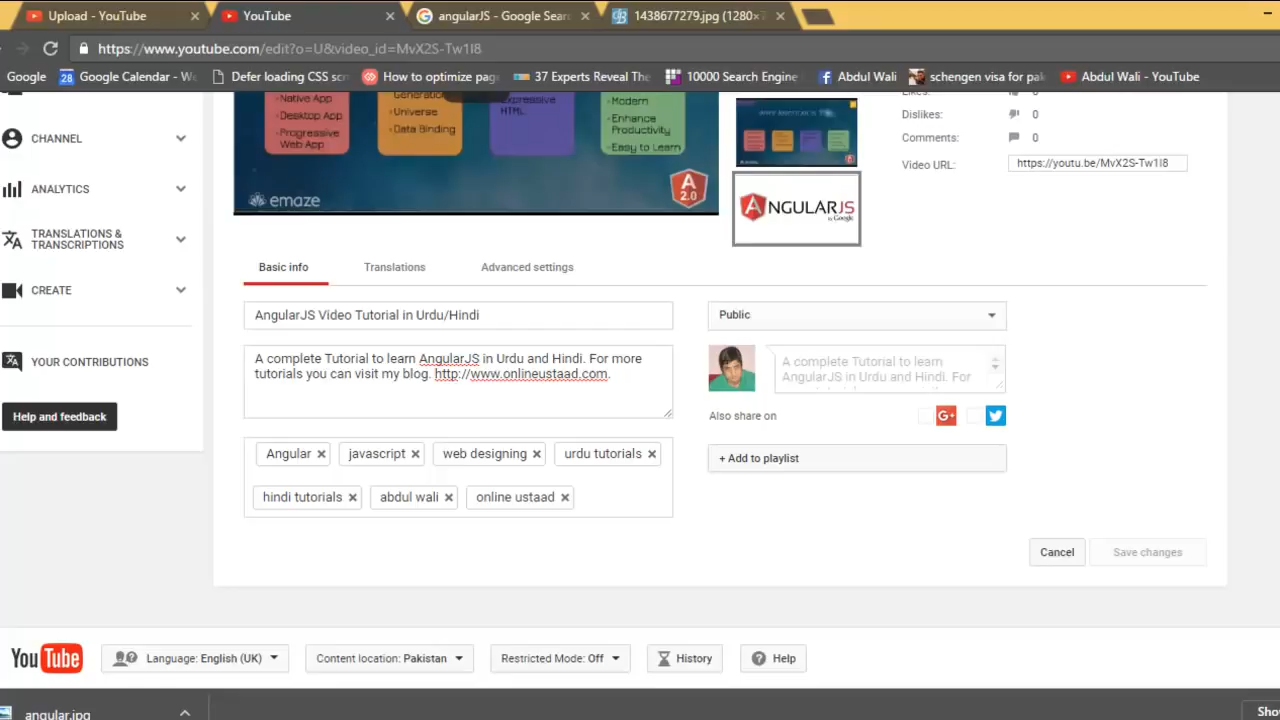 Upload - YouTube
YouTube
angularJS - Google Sear
1438677279.jpg (1280×7
https://www.youtube.com/edit?o=U&video_id=MvX2S-Tw1I8
Google
28
Google Calendar - W
Defer loading CSS scr
How to optimize page
37 Experts Reveal The
10000 Search Engine
Abdul Wali
schengen visa for pak
Abdul Wali - YouTube
CHANNEL
ANALYTICS
TRANSLATIONS &
TRANSCRIPTIONS
CREATE
YOUR CONTRIBUTIONS
Help and feedback
- Native App
- Desktop App
- Progressive
Web App
Generation
- Universe
- Data Binding
Expressive
HTML
- Modern
- Enhance
Productivity
- Easy to Learn
emaze
A
2.0
ANGULARJS
by Google
Likes: 0
Dislikes: 0
Comments: 0
Video URL: https://youtu.be/MvX2S-Tw1I8
Basic info
Translations
Advanced settings
AngularJS Video Tutorial in Urdu/Hindi
A complete Tutorial to learn AngularJS in Urdu and Hindi. For more
tutorials you can visit my blog. http://www.onlineustaad.com.
Angular
javascript
web designing
urdu tutorials
hindi tutorials
abdul wali
online ustaad
Public
A complete Tutorial to learn
AngularJS in Urdu and Hindi. For
Also share on
G+
+ Add to playlist
Cancel
Save changes
YouTube
Language: English (UK)
Content location: Pakistan
Restricted Mode: Off
History
Help
angular.jpg
Sho